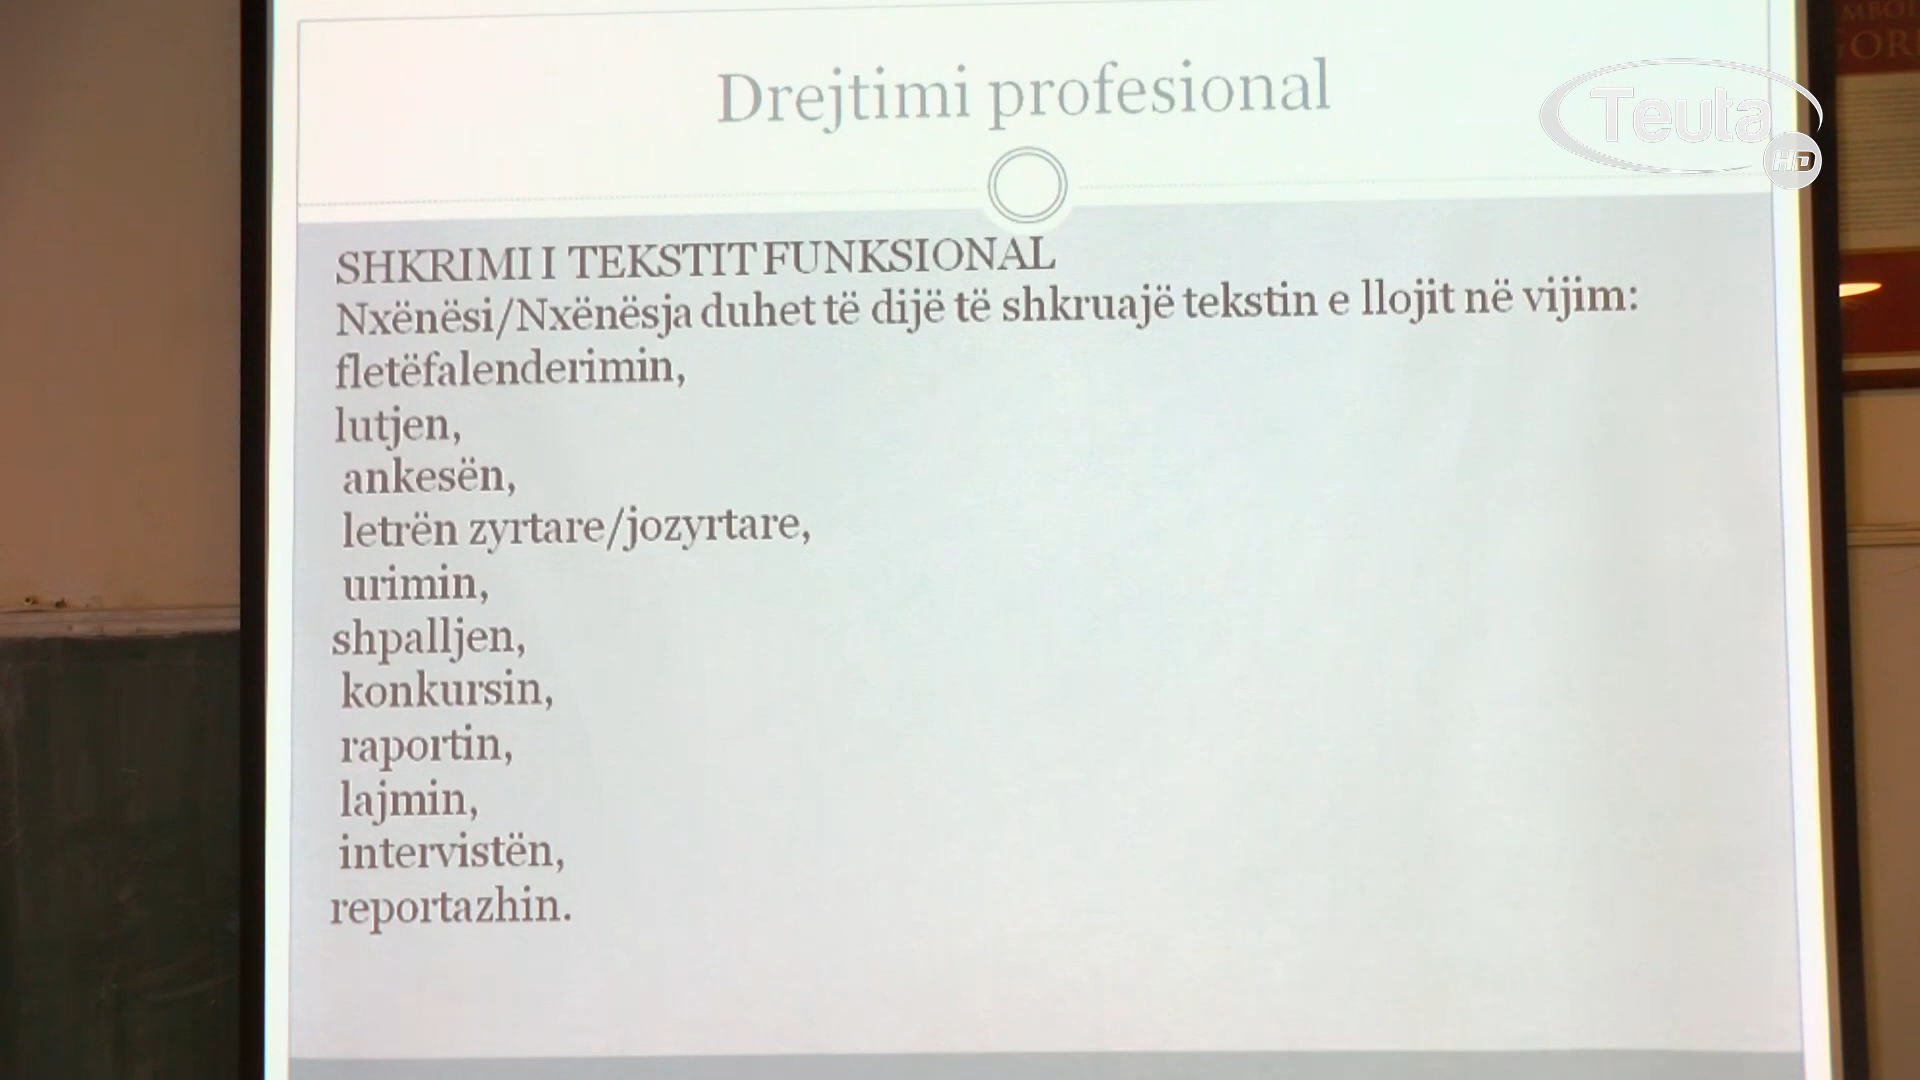 Drejtimi profesional
Teuta
HD
SHKRIMI I TEKSTIT FUNKSIONAL
Nxënësi/Nxënësja duhet të dijë të shkruajë tekstin e llojit në vijim:
fletëfalenderimin,
lutjen,
ankesën,
letrën zyrtare/jozyrtare,
urimin,
shpalljen,
konkursin,
raportin,
lajmin,
intervistën,
reportazhin.